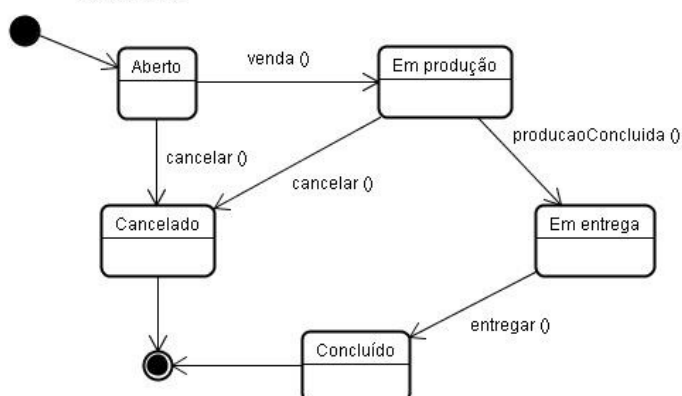 Aberto
venda ()
Em produção
producaoConcluida ()
cancelar ()
cancelar ()
Cancelado
Em entrega
entregar ()
Concluído